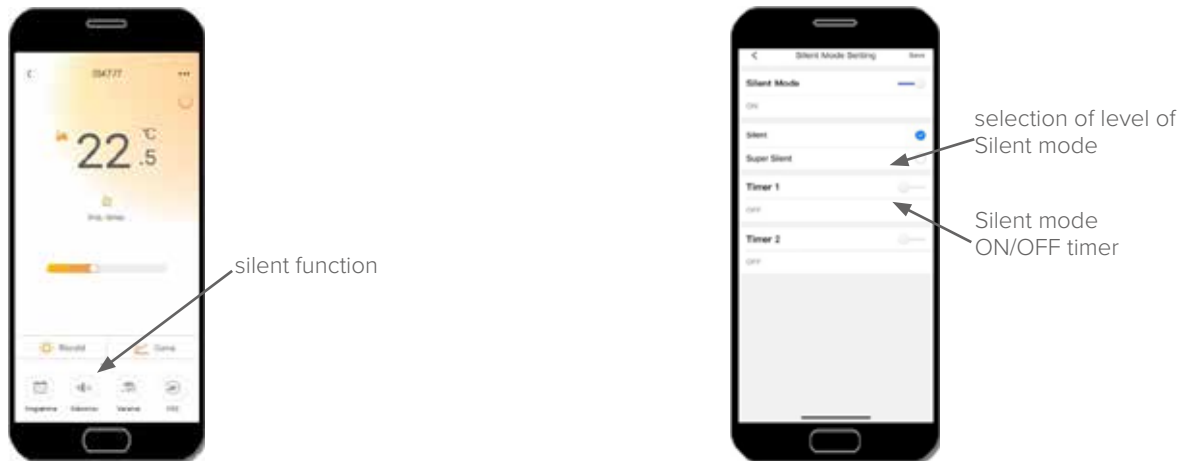 22 .5 °C
silent function
Silent Mode Setting
Save
Silent Mode
ON
Silent
Super Silent
Timer 1
OFF
Timer 2
OFF
selection of level of
Silent mode
Silent mode
ON/OFF timer